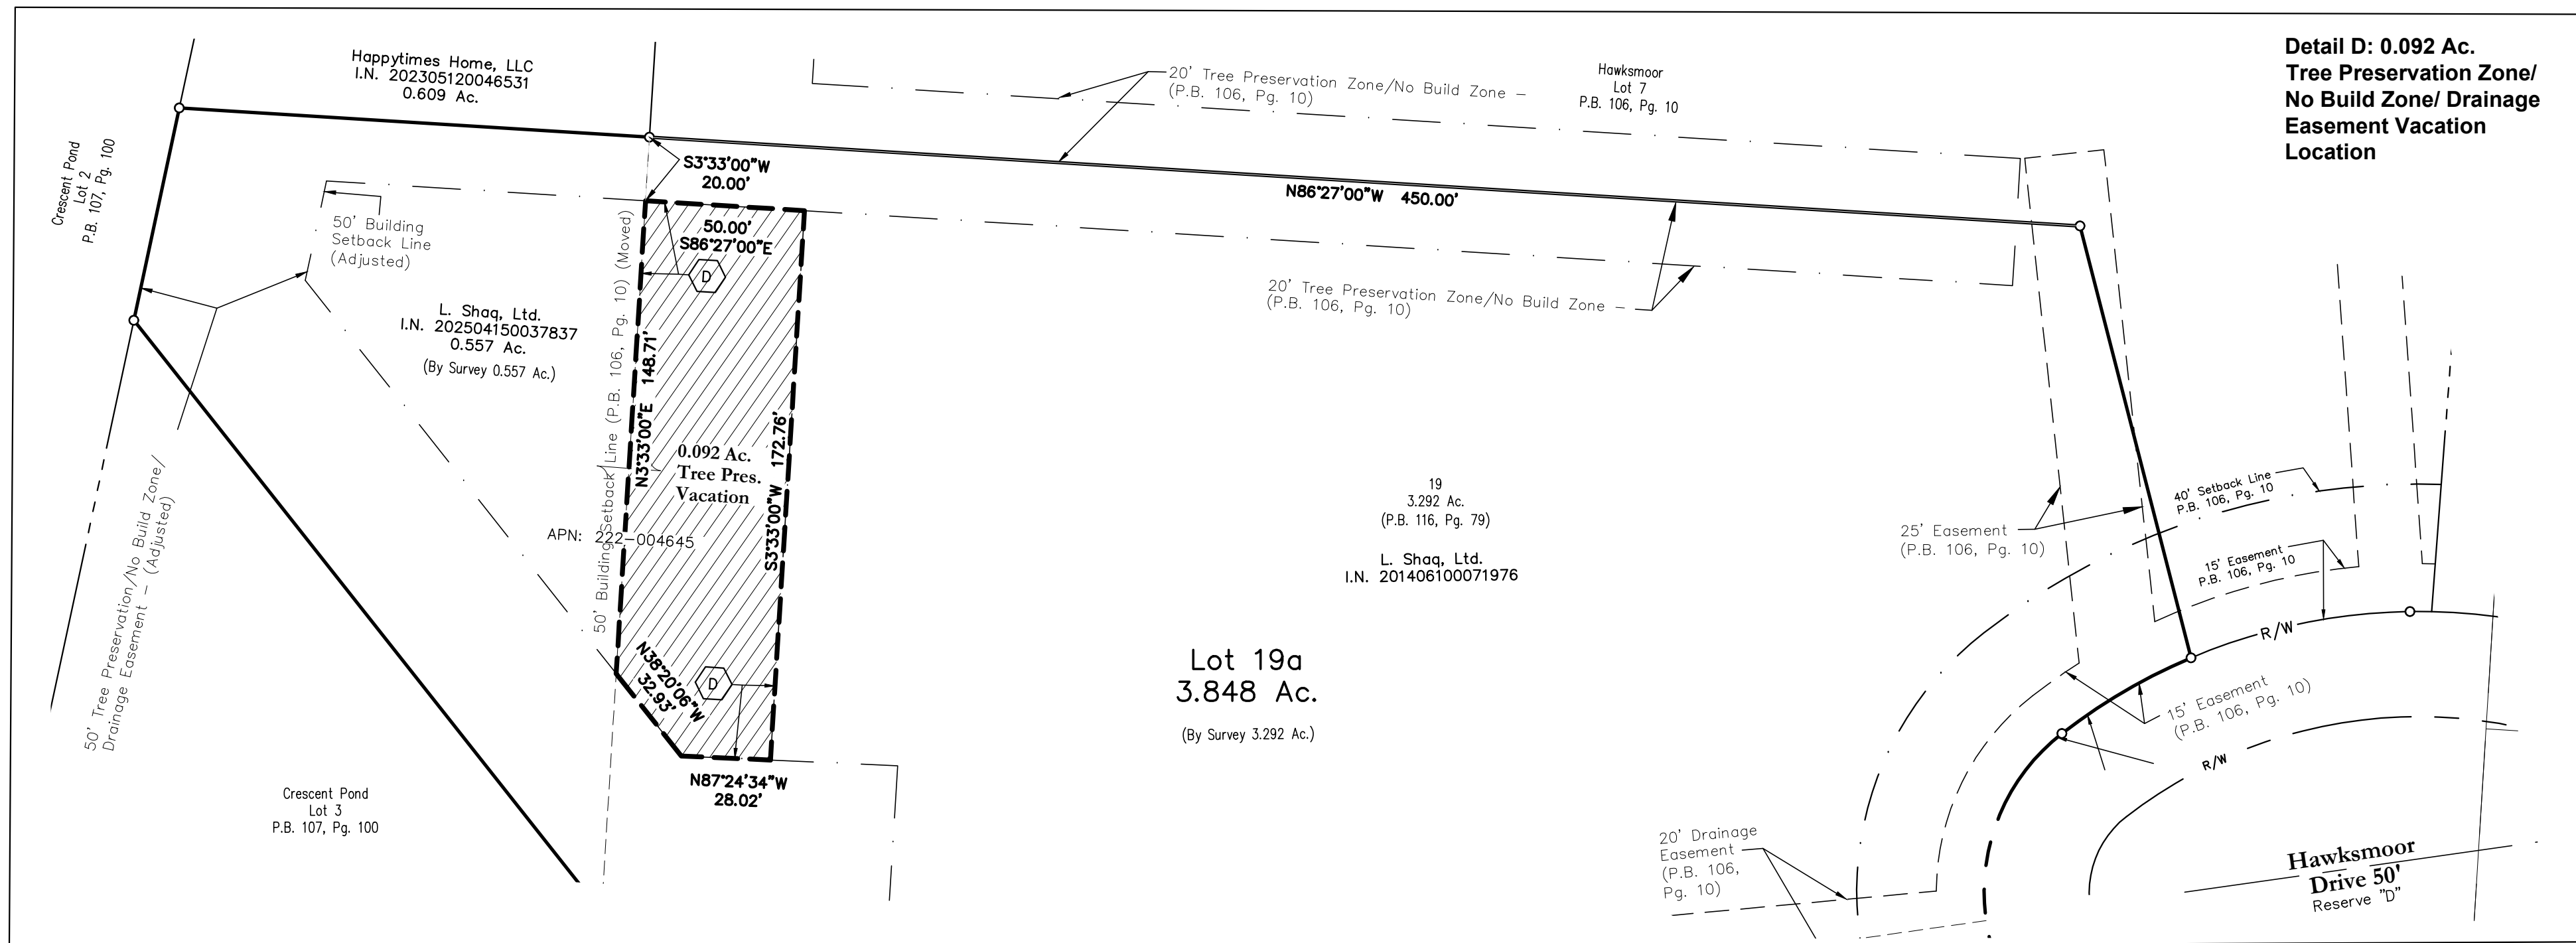 Detail D: 0.092 Ac.
Tree Preservation Zone/
No Build Zone/ Drainage
Easement Vacation
Location
Happytimes Home, LLC
I.N. 202305120046531
0.609 Ac.
20' Tree Preservation Zone/No Build Zone –
(P.B. 106, Pg. 10)
Hawksmoor
Lot 7
P.B. 106, Pg. 10
Crescent Pond
Lot 2
P.B. 107, Pg. 100
S3°33'00"W
20.00'
N86°27'00"W 450.00'
50.00'
S86°27'00"E
50' Building
Setback Line
(Adjusted)
D
L. Shaq, Ltd.
I.N. 202504150037837
0.557 Ac.
(By Survey 0.557 Ac.)
50' Building Setback Line (P.B. 106, Pg. 10) (Moved)
N3°33'00"E 148.71'
S3°33'00"W 172.76'
0.092 Ac.
Tree Pres.
Vacation
20' Tree Preservation Zone/No Build Zone –
(P.B. 106, Pg. 10)
APN: 222-004645
19
3.292 Ac.
(P.B. 116, Pg. 79)
L. Shaq, Ltd.
I.N. 201406100071976
Lot 19a
3.848 Ac.
(By Survey 3.292 Ac.)
25' Easement
(P.B. 106, Pg. 10)
40' Setback Line
P.B. 106, Pg. 10
15' Easement
P.B. 106, Pg. 10
R/W
15' Easement
(P.B. 106, Pg. 10)
R/W
50' Tree Preservation/No Build Zone/
Drainage Easement – (Adjusted)
N38°20'06"W
32.93'
D
N87°24'34"W
28.02'
Crescent Pond
Lot 3
P.B. 107, Pg. 100
20' Drainage
Easement
(P.B. 106,
Pg. 10)
Hawksmoor
Drive 50'
Reserve "D"